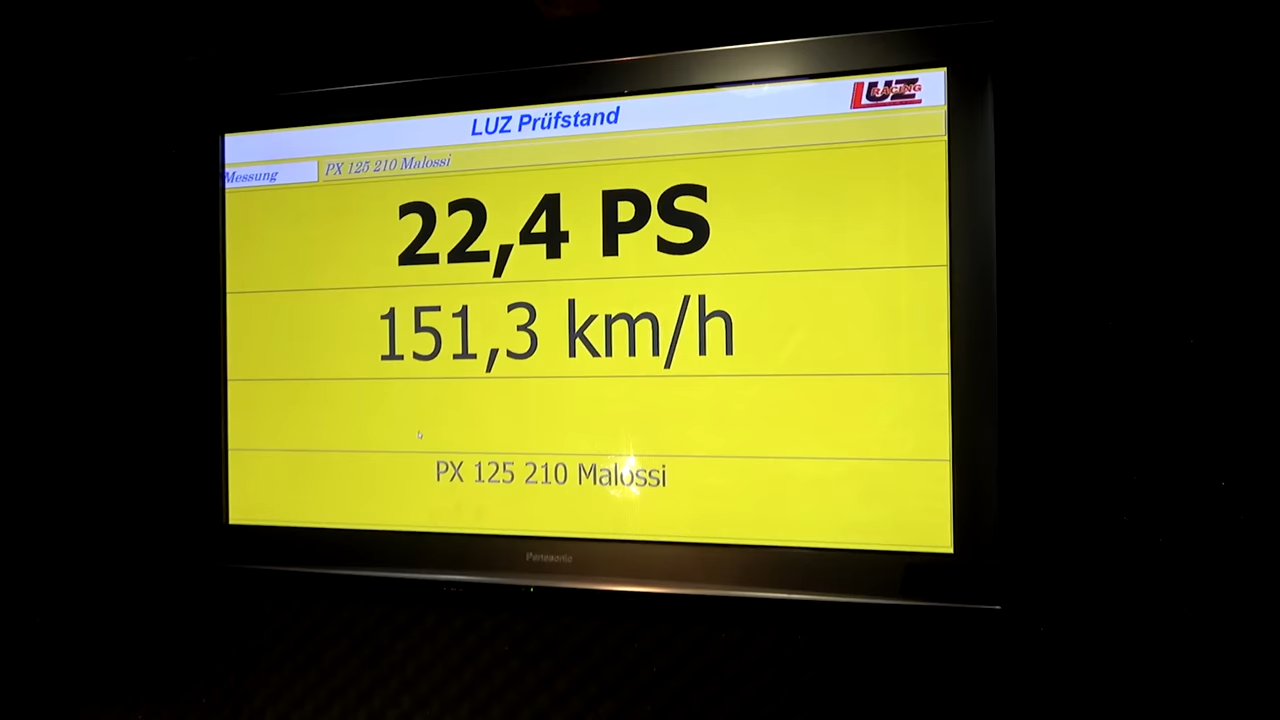 LUZ Prüfstand
LUZ RACING
Messung
PX 125 210 Malossi
22,4 PS
151,3 km/h
PX 125 210 Malossi
Panasonic